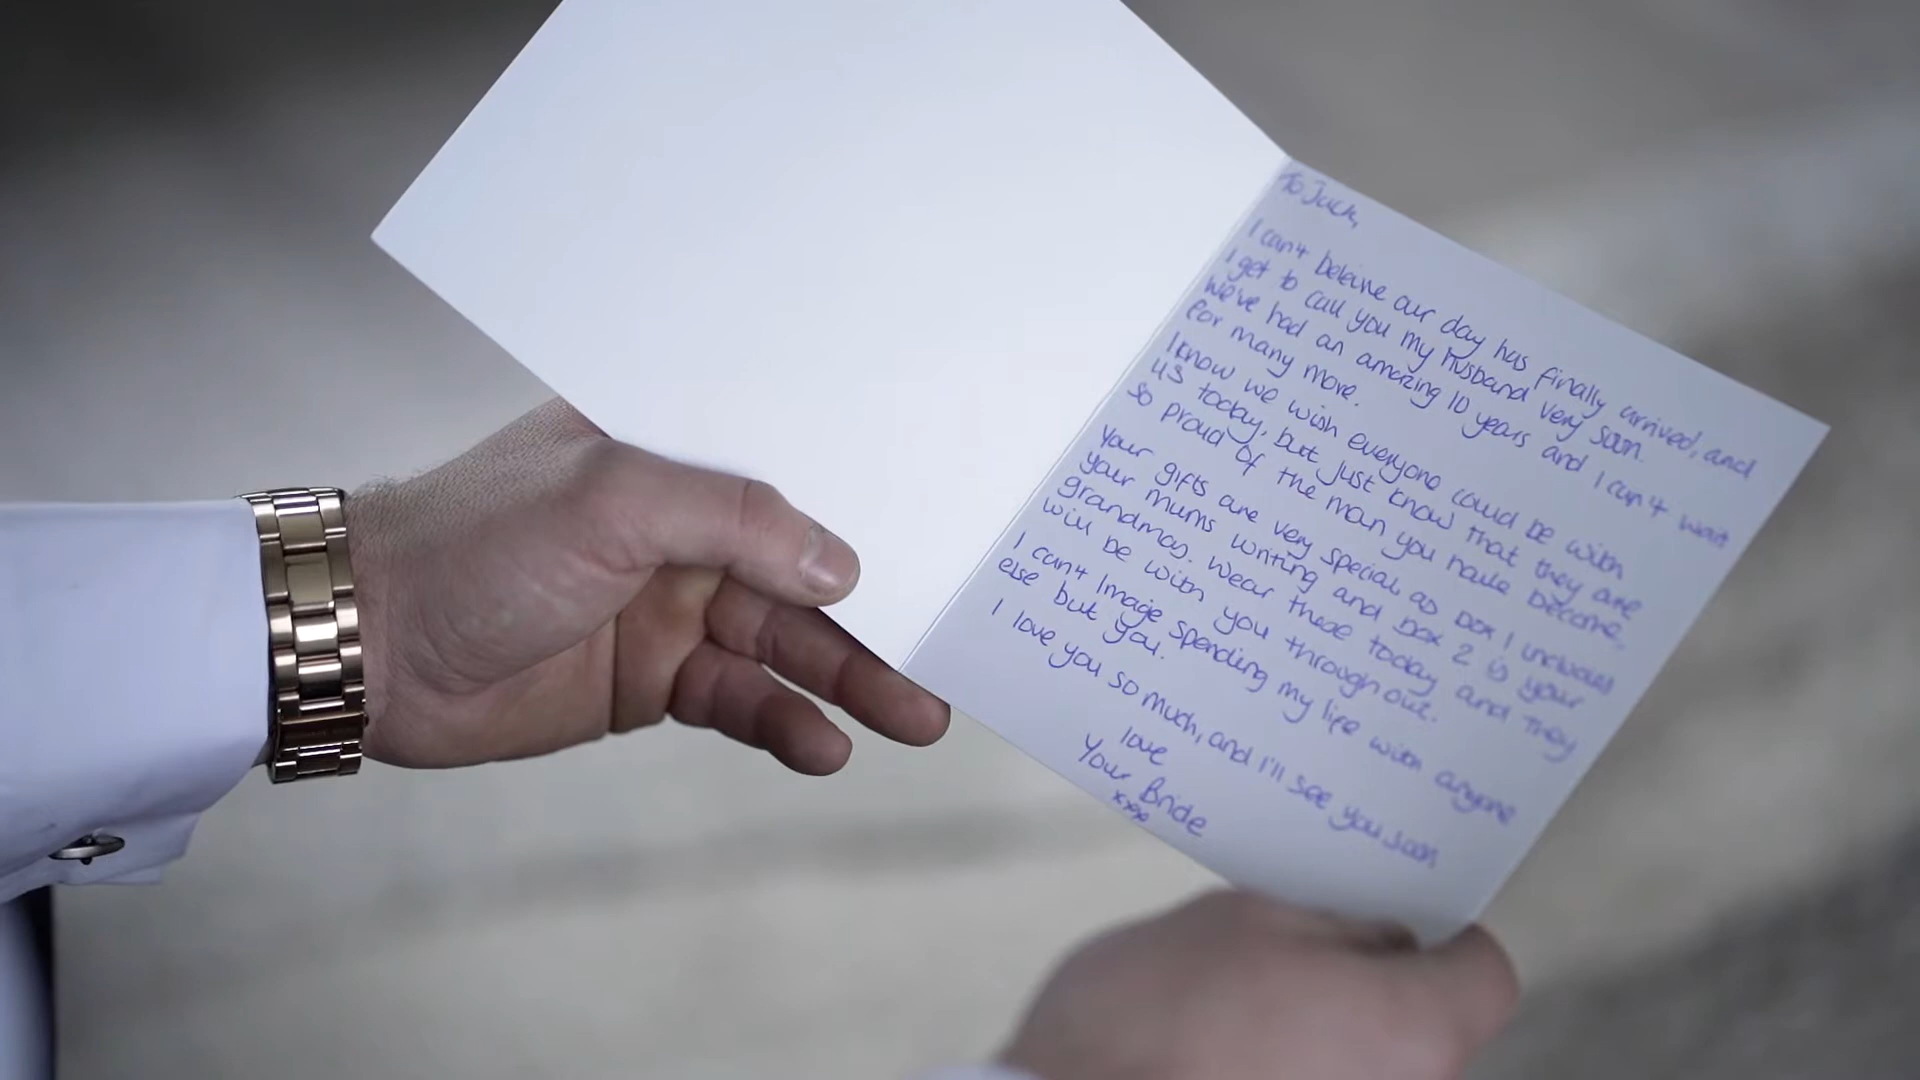 To Jack,
I can't beleive our day has finally arrived, and
I get to call you my husband very soon.
We've had an amazing 10 years and I can't wait
for many more.
I know we wish everyone could be with
us today, but just know that they are
so proud of the man you have become.
Your gifts are very special as box 1 includes
your mums writing and box 2 is your
grandmas. Wear these today and they
will be with you throughout.
I can't image spending my life with anyone
else but you.
I love you so much, and I'll see you soon
love
Your Bride
xxxx